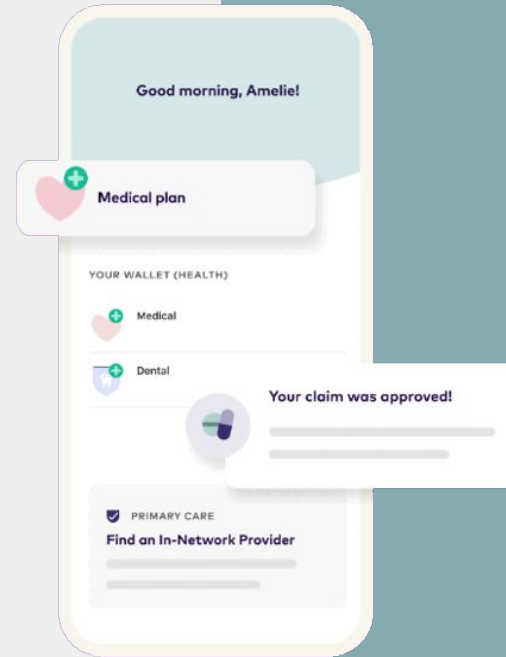 Good morning, Amelie!
Medical plan
YOUR WALLET (HEALTH)
Medical
Dental
Your claim was approved!
PRIMARY CARE
Find an In-Network Provider